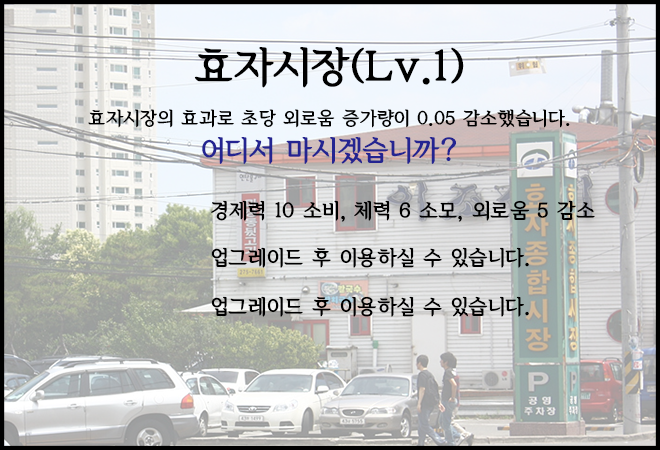 효자시장(Lv.1)
효자시장의 효과로 초당 외로움 증가량이 0.05 감소했습니다.
어디서 마시겠습니까?
경제력 10 소비, 체력 6 소모, 외로움 5 감소
업그레이드 후 이용하실 수 있습니다.
업그레이드 후 이용하실 수 있습니다.
효자종합시장
P
공영
주차장